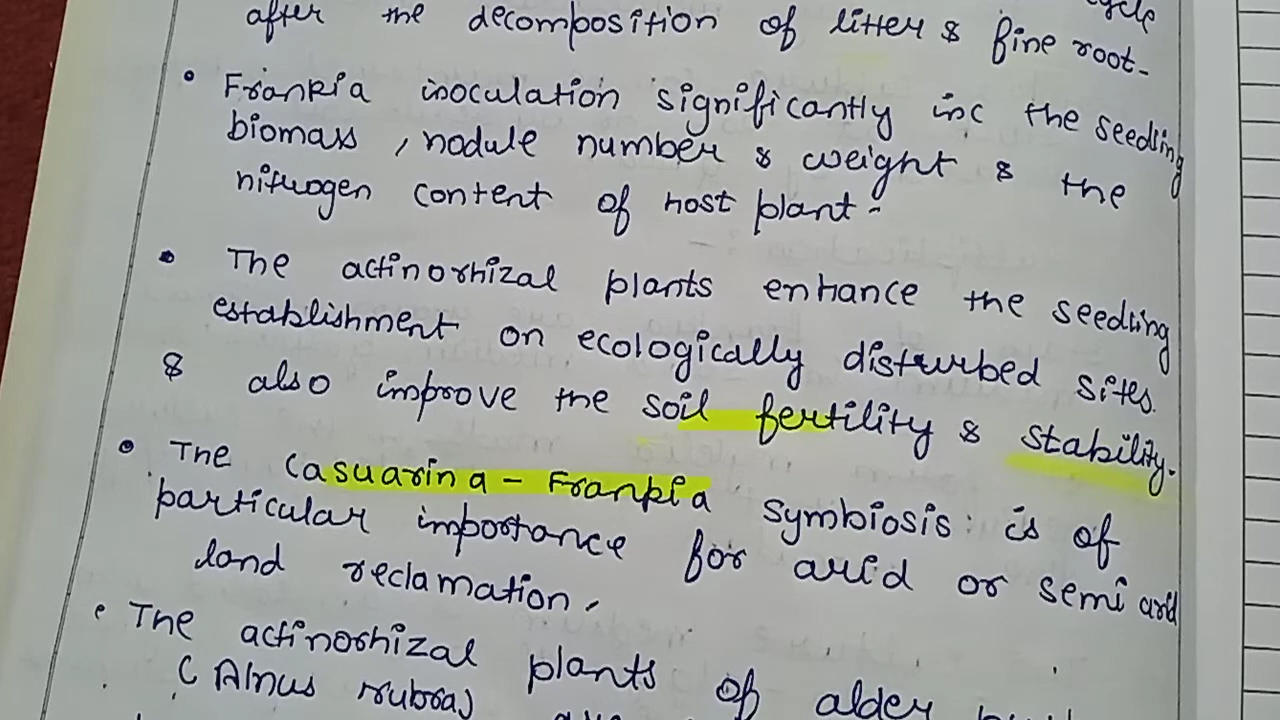 cycle
after the decomposition of litter & fine root-
• Frankia inoculation significantly inc the seedling
biomass, nodule number & weight & the
nitrogen content of host plant.
• The actinorhizal plants enhance the seedling
establishment on ecologically disturbed sites.
& also improve the soil fertility & stability.
• The Casuarina - Frankia symbiosis is of
particular importance for arid or semi arid
land reclamation.
• The actinorhizal plants of alder
(Alnus rubra)